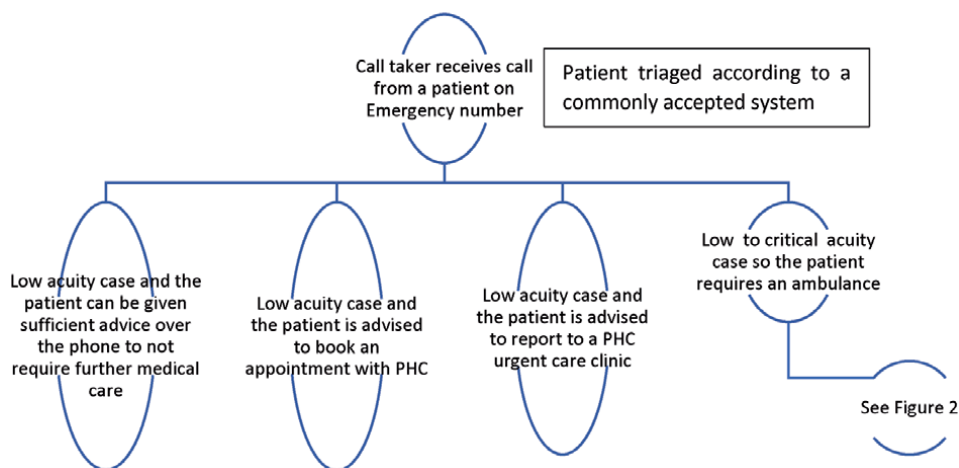 Call taker receives call
from a patient on
Emergency number
Patient triaged according to a
commonly accepted system
Low acuity case and the
patient can be given
sufficient advice over
the phone to not
require further medical
care
Low acuity case and
the patient is advised
to book an
appointment with PHC
Low acuity case and
the patient is advised
to report to a PHC
urgent care clinic
Low to critical acuity
case so the patient
requires an ambulance
See Figure 2